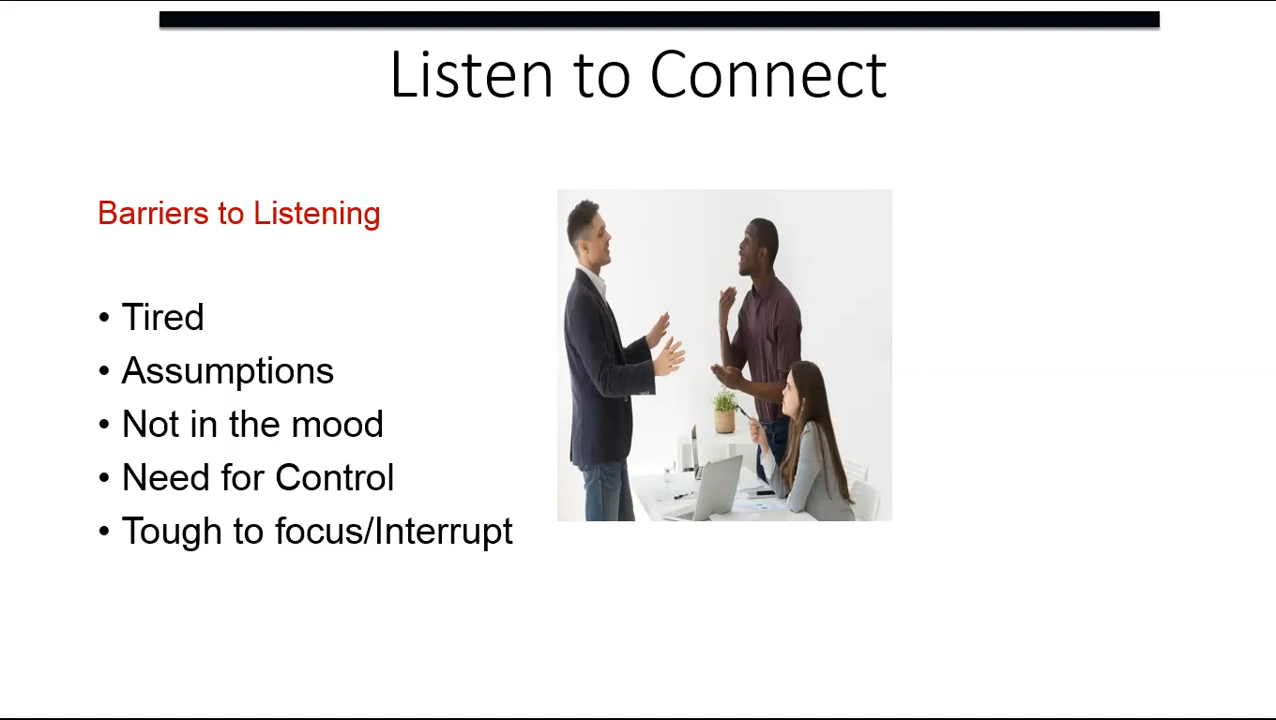 Listen to Connect
Barriers to Listening
• Tired
• Assumptions
• Not in the mood
• Need for Control
• Tough to focus/Interrupt